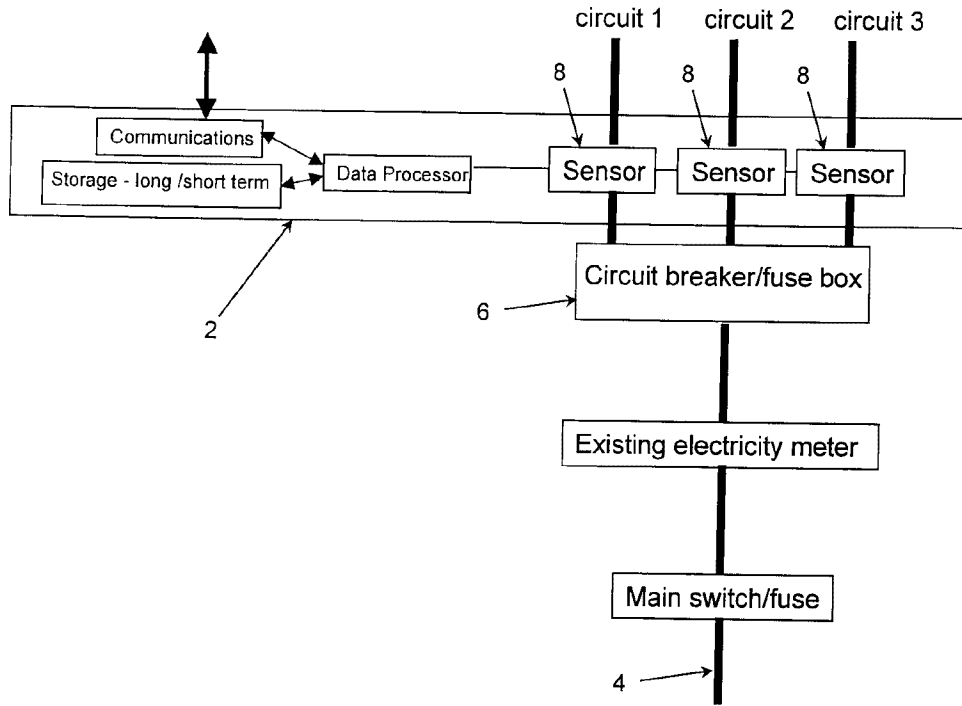 circuit 1
circuit 2
circuit 3
8
8
8
Communications
Storage - long /short term
Data Processor
Sensor
Sensor
Sensor
2
Circuit breaker/fuse box
6
Existing electricity meter
Main switch/fuse
4